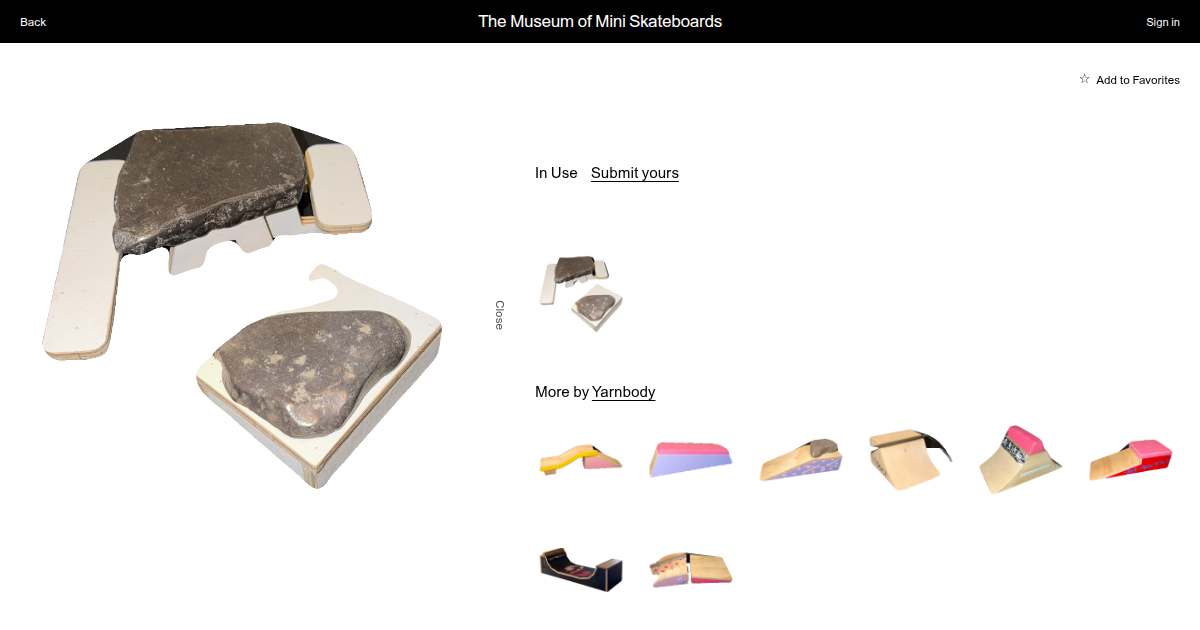 Back
The Museum of Mini Skateboards
Sign in
☆ Add to Favorites
In Use Submit yours
Close
More by Yarnbody